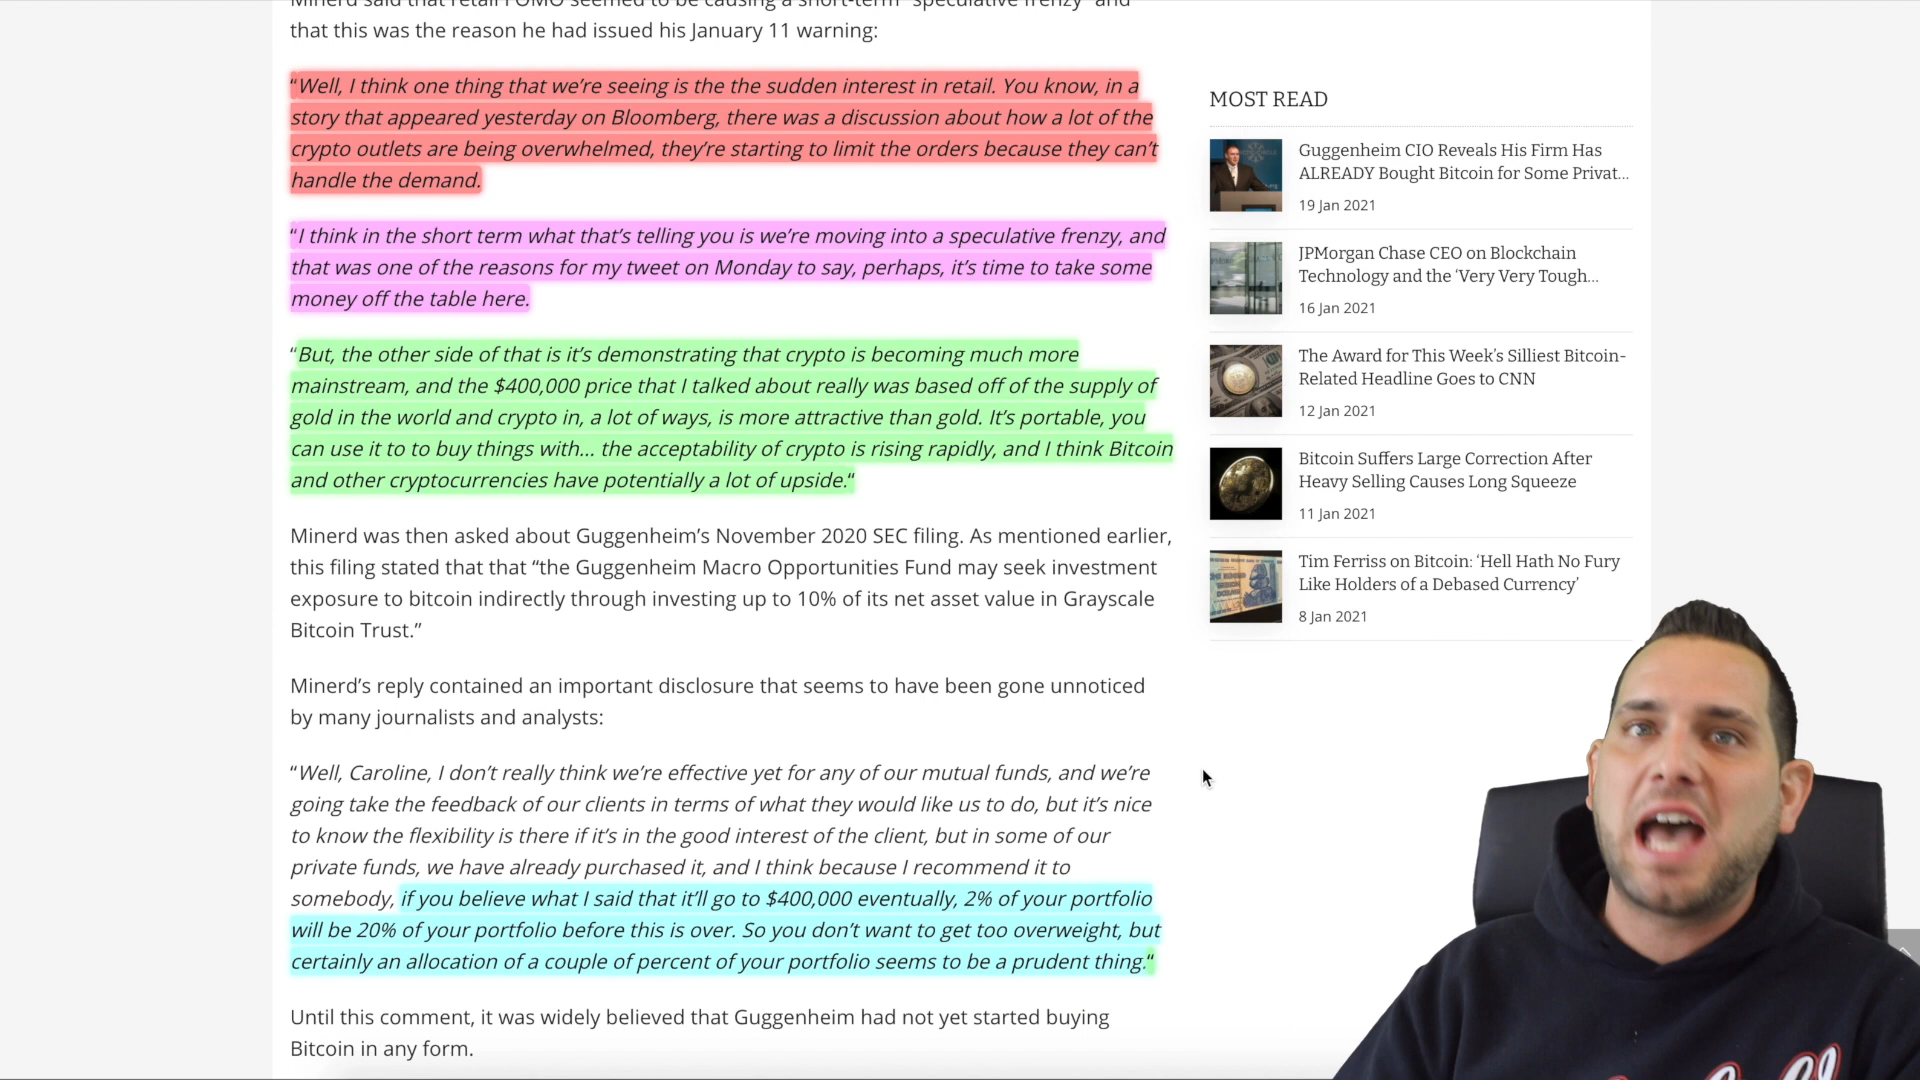 that this was the reason he had issued his January 11 warning:
“Well, I think one thing that we’re seeing is the the sudden interest in retail. You know, in a
story that appeared yesterday on Bloomberg, there was a discussion about how a lot of the
crypto outlets are being overwhelmed, they’re starting to limit the orders because they can’t
handle the demand.
“I think in the short term what that’s telling you is we’re moving into a speculative frenzy, and
that was one of the reasons for my tweet on Monday to say, perhaps, it’s time to take some
money off the table here.
“But, the other side of that is it’s demonstrating that crypto is becoming much more
mainstream, and the $400,000 price that I talked about really was based off of the supply of
gold in the world and crypto in, a lot of ways, is more attractive than gold. It’s portable, you
can use it to to buy things with… the acceptability of crypto is rising rapidly, and I think Bitcoin
and other cryptocurrencies have potentially a lot of upside.“
Minerd was then asked about Guggenheim’s November 2020 SEC filing. As mentioned earlier,
this filing stated that that “the Guggenheim Macro Opportunities Fund may seek investment
exposure to bitcoin indirectly through investing up to 10% of its net asset value in Grayscale
Bitcoin Trust.”
Minerd’s reply contained an important disclosure that seems to have been gone unnoticed
by many journalists and analysts:
“Well, Caroline, I don’t really think we’re effective yet for any of our mutual funds, and we’re
going take the feedback of our clients in terms of what they would like us to do, but it’s nice
to know the flexibility is there if it’s in the good interest of the client, but in some of our
private funds, we have already purchased it, and I think because I recommend it to
somebody, if you believe what I said that it’ll go to $400,000 eventually, 2% of your portfolio
will be 20% of your portfolio before this is over. So you don’t want to get too overweight, but
certainly an allocation of a couple of percent of your portfolio seems to be a prudent thing.“
Until this comment, it was widely believed that Guggenheim had not yet started buying
Bitcoin in any form.
MOST READ
Guggenheim CIO Reveals His Firm Has
ALREADY Bought Bitcoin for Some Privat...
19 Jan 2021
JPMorgan Chase CEO on Blockchain
Technology and the ‘Very Very Tough...
16 Jan 2021
The Award for This Week’s Silliest Bitcoin-
Related Headline Goes to CNN
12 Jan 2021
Bitcoin Suffers Large Correction After
Heavy Selling Causes Long Squeeze
11 Jan 2021
Tim Ferriss on Bitcoin: ‘Hell Hath No Fury
Like Holders of a Debased Currency’
8 Jan 2021